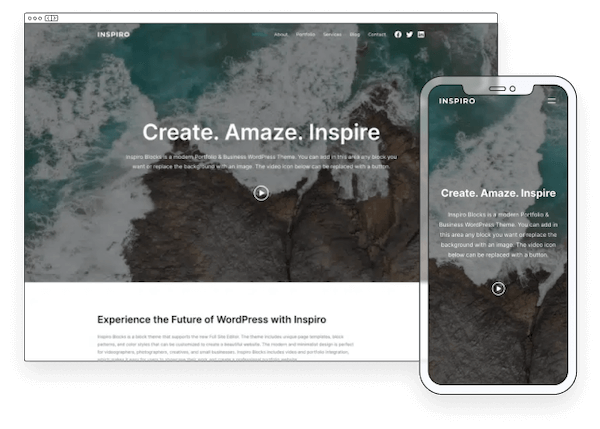 INSPIRO
Home About Portfolio Services Blog Contact
Create. Amaze. Inspire
Inspiro Blocks is a modern Portfolio & Business WordPress Theme. You can add in this area any block you
want or replace the background with an image. The video icon below can be replaced with a button.
Experience the Future of WordPress with Inspiro
Inspiro Blocks is a block theme that supports the new Full Site Editor. The theme includes unique page templates, block
patterns, and color styles that can be customized to create a beautiful website. The modern and minimalist design is perfect
for videographers, photographers, creatives, and small businesses. Inspiro Blocks includes video and portfolio integration,
INSPIRO
Create. Amaze. Inspire
Inspiro Blocks is a modern Portfolio &
Business WordPress Theme. You can add in
this area any block you want or replace the
background with an image. The video icon
below can be replaced with a button.